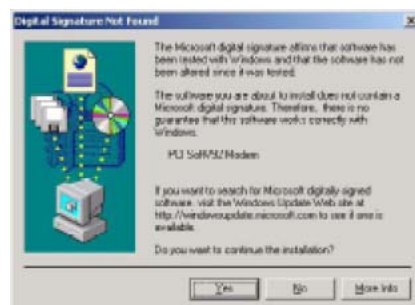 Digital Signature Not Found
The Microsoft digital signature affirms that software has
been tested with Windows and that the software has not
been altered since it was tested.
The software you are about to install does not contain a
Microsoft digital signature. Therefore, there is no
guarantee that this software works correctly with
Windows.
PCI SoftV92 Modem
If you want to search for Microsoft digitally signed
software, visit the Windows Update Web site at
http://windowsupdate.microsoft.com to see if one is
available.
Do you want to continue the installation?
Yes
No
More Info